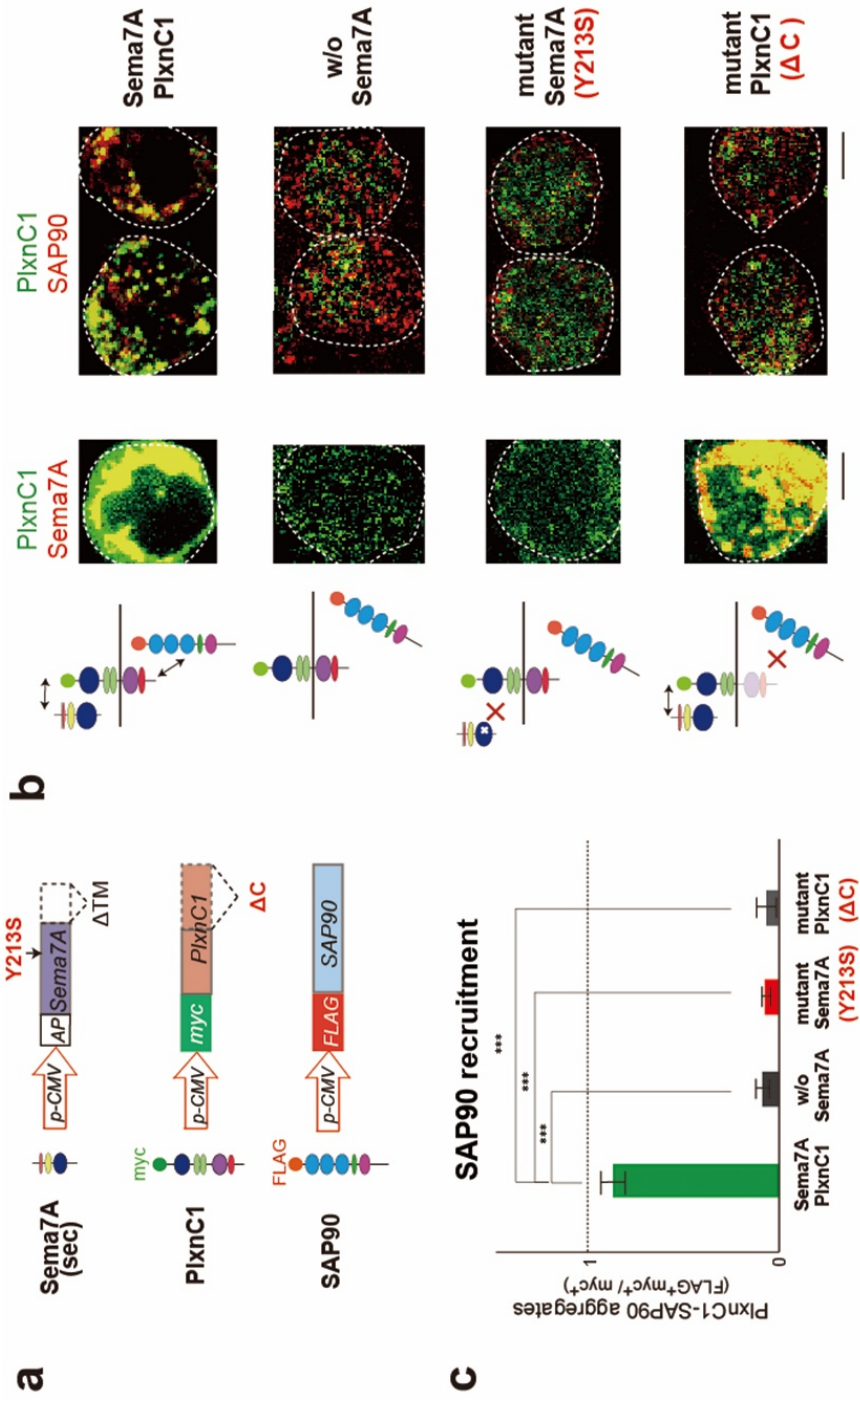 a
Y213S
Sema7A
(sec)
p-CMV
AP
Sema7A
ΔTM
myc
PlxnC1
p-CMV
myc
PlxnC1
ΔC
FLAG
SAP90
p-CMV
FLAG
SAP90
b
PlxnC1
Sema7A
PlxnC1
SAP90
Sema7A
PlxnC1
w/o
Sema7A
mutant
Sema7A
(Y213S)
mutant
PlxnC1
(ΔC)
c
SAP90 recruitment
PlxnC1-SAP90 aggregates
(FLAG⁺myc⁺/ myc⁺)
1
0
***
***
***
Sema7A
PlxnC1
w/o
Sema7A
mutant
Sema7A
(Y213S)
mutant
PlxnC1
(ΔC)